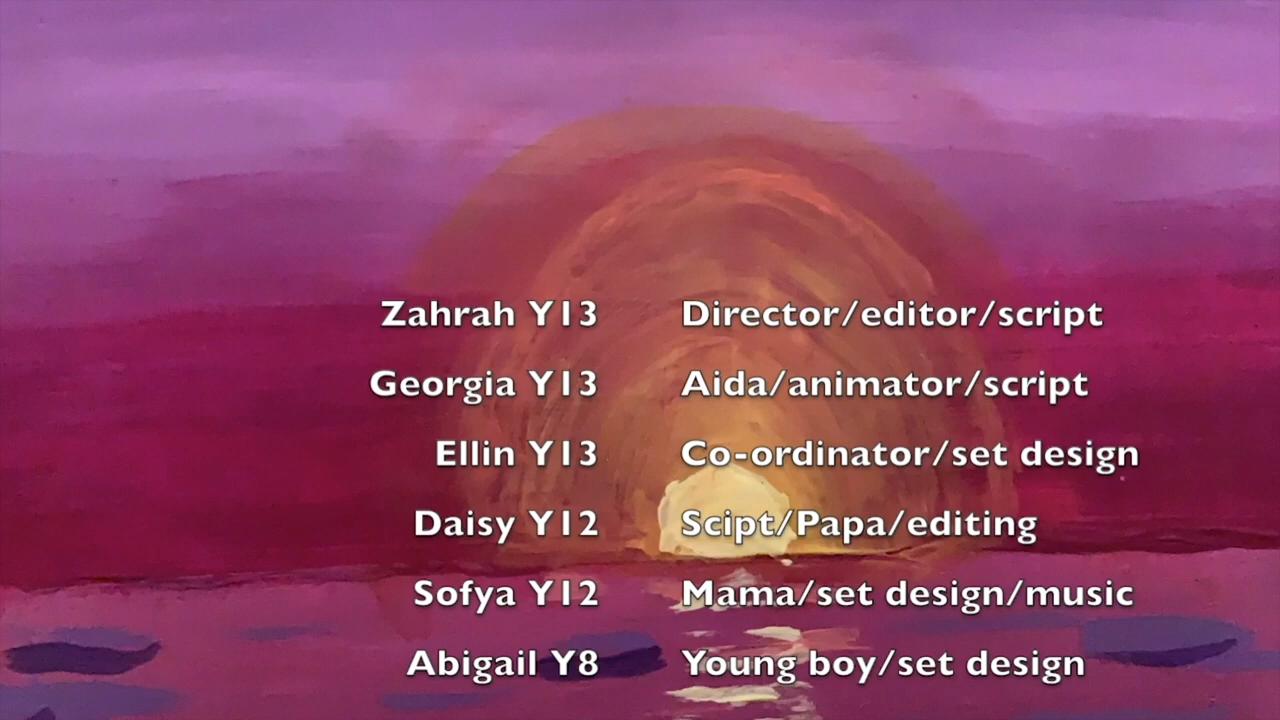 Zahrah Y13 Director/editor/script
Georgia Y13 Aida/animator/script
Ellin Y13 Co-ordinator/set design
Daisy Y12 Scipt/Papa/editing
Sofya Y12 Mama/set design/music
Abigail Y8 Young boy/set design